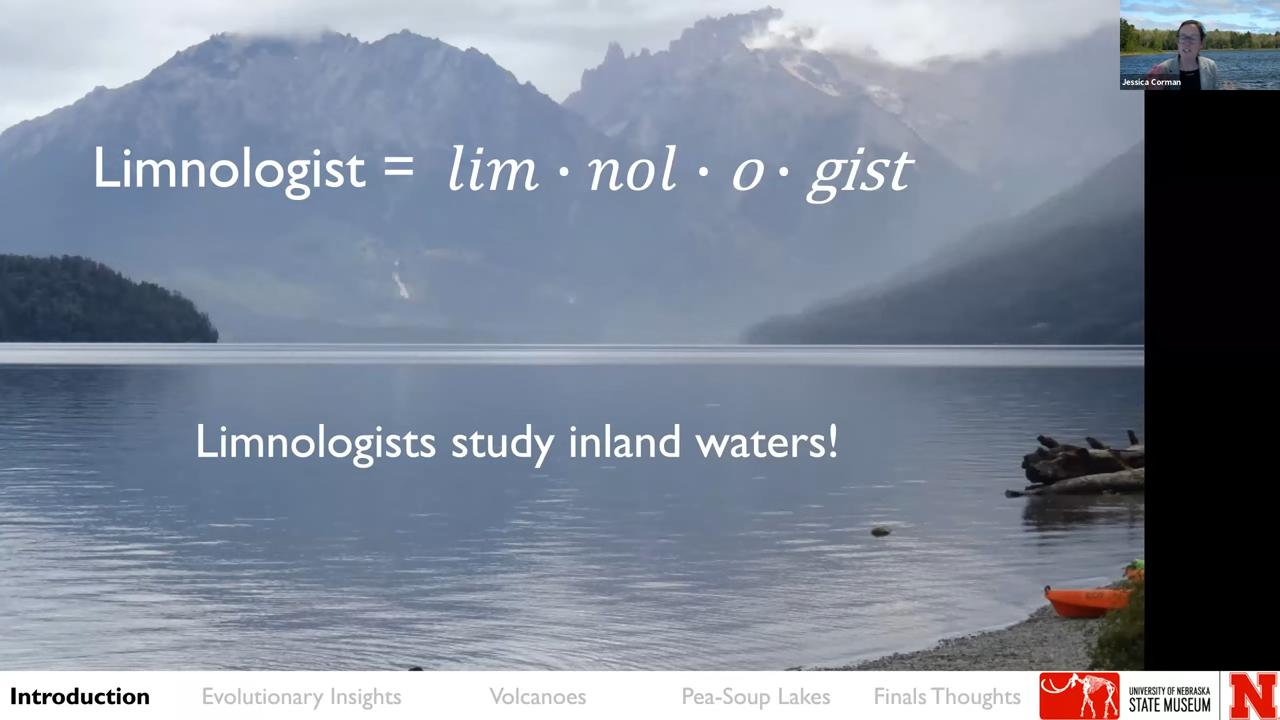 Jessica Corman
Limnologist = lim · nol · o · gist
Limnologists study inland waters!
Introduction
Evolutionary Insights
Volcanoes
Pea-Soup Lakes
Finals Thoughts
UNIVERSITY OF NEBRASKA
STATE MUSEUM
N